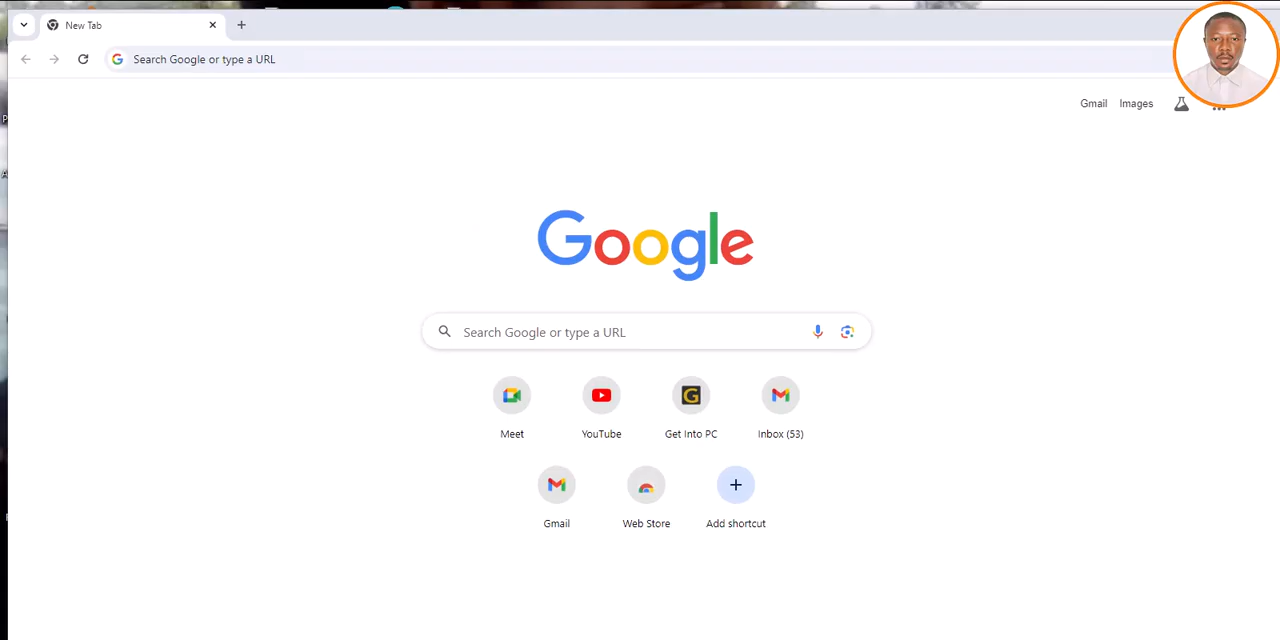 New Tab
Search Google or type a URL
Gmail Images
Google
Search Google or type a URL
Meet YouTube Get Into PC Inbox (53)
Gmail Web Store Add shortcut